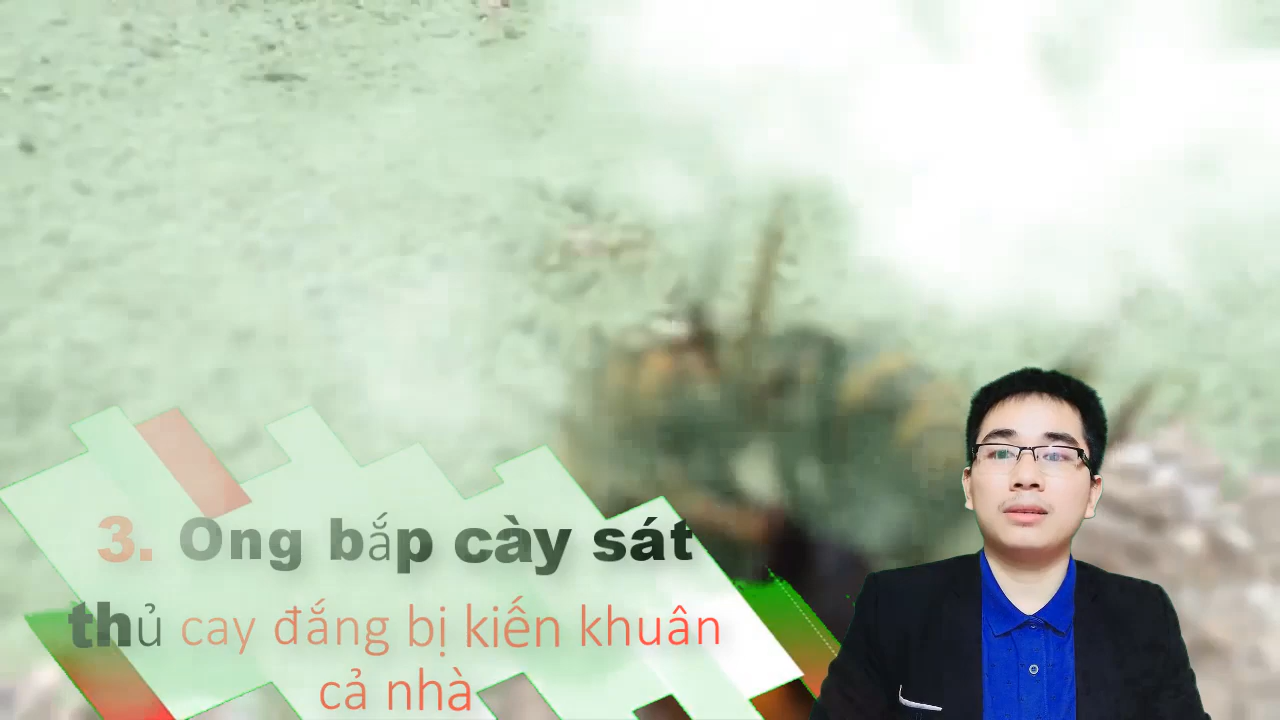 3. Ong bắp cày sát
thủ cay đắng bị kiến khuân
cả nhà